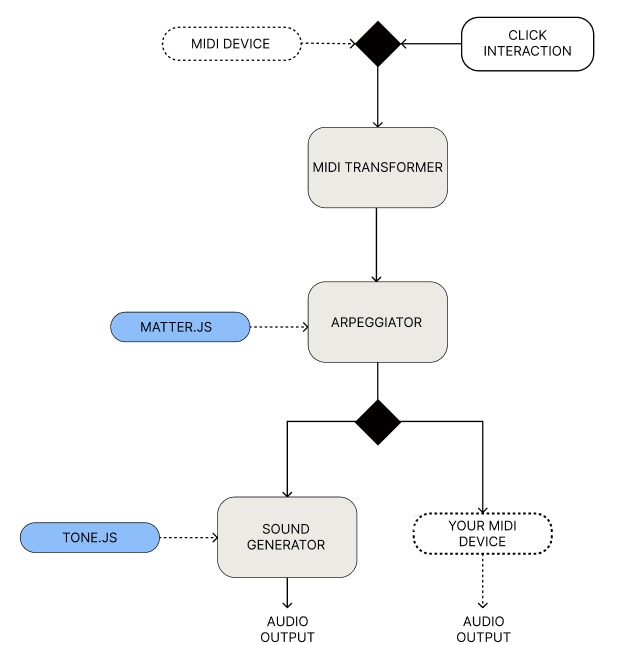 MIDI DEVICE
CLICK
INTERACTION
MIDI TRANSFORMER
MATTER.JS
ARPEGGIATOR
TONE.JS
SOUND
GENERATOR
YOUR MIDI
DEVICE
AUDIO
OUTPUT
AUDIO
OUTPUT